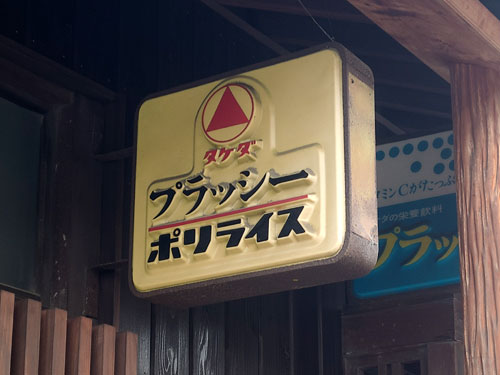 タケダ
プラッシー
ポリライス
ミンCがたっぷ
ダの栄養飲料
プラッ